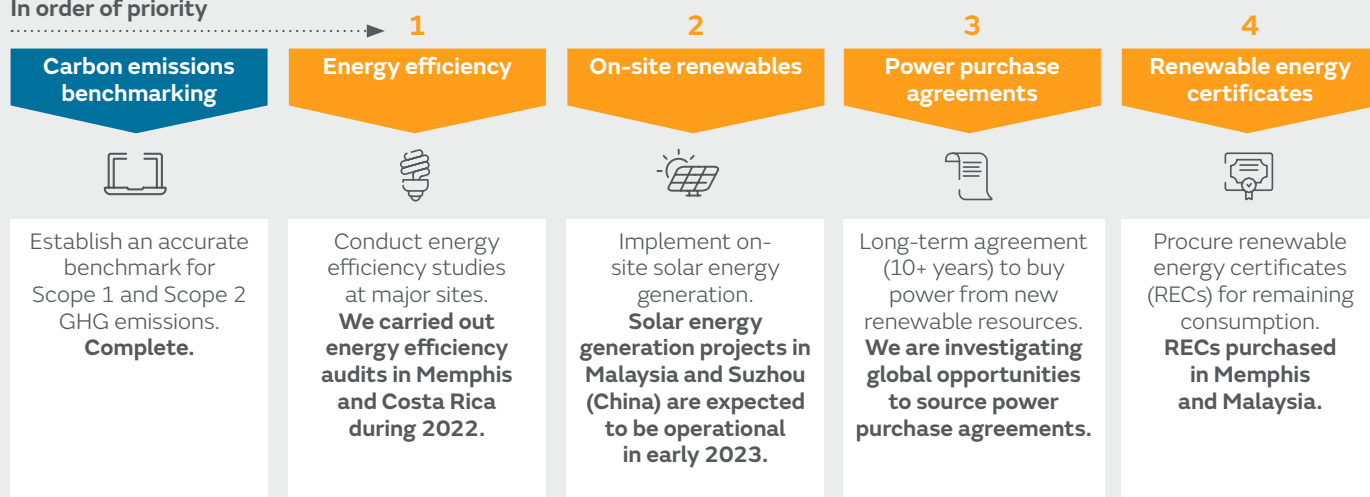 In order of priority
1
2
3
4
Carbon emissions
benchmarking
Energy efficiency
On-site renewables
Power purchase
agreements
Renewable energy
certificates
Establish an accurate
benchmark for
Scope 1 and Scope 2
GHG emissions.
Complete.
Conduct energy
efficiency studies
at major sites.
We carried out
energy efficiency
audits in Memphis
and Costa Rica
during 2022.
Implement on-
site solar energy
generation.
Solar energy
generation projects in
Malaysia and Suzhou
(China) are expected
to be operational
in early 2023.
Long-term agreement
(10+ years) to buy
power from new
renewable resources.
We are investigating
global opportunities
to source power
purchase agreements.
Procure renewable
energy certificates
(RECs) for remaining
consumption.
RECs purchased
in Memphis
and Malaysia.